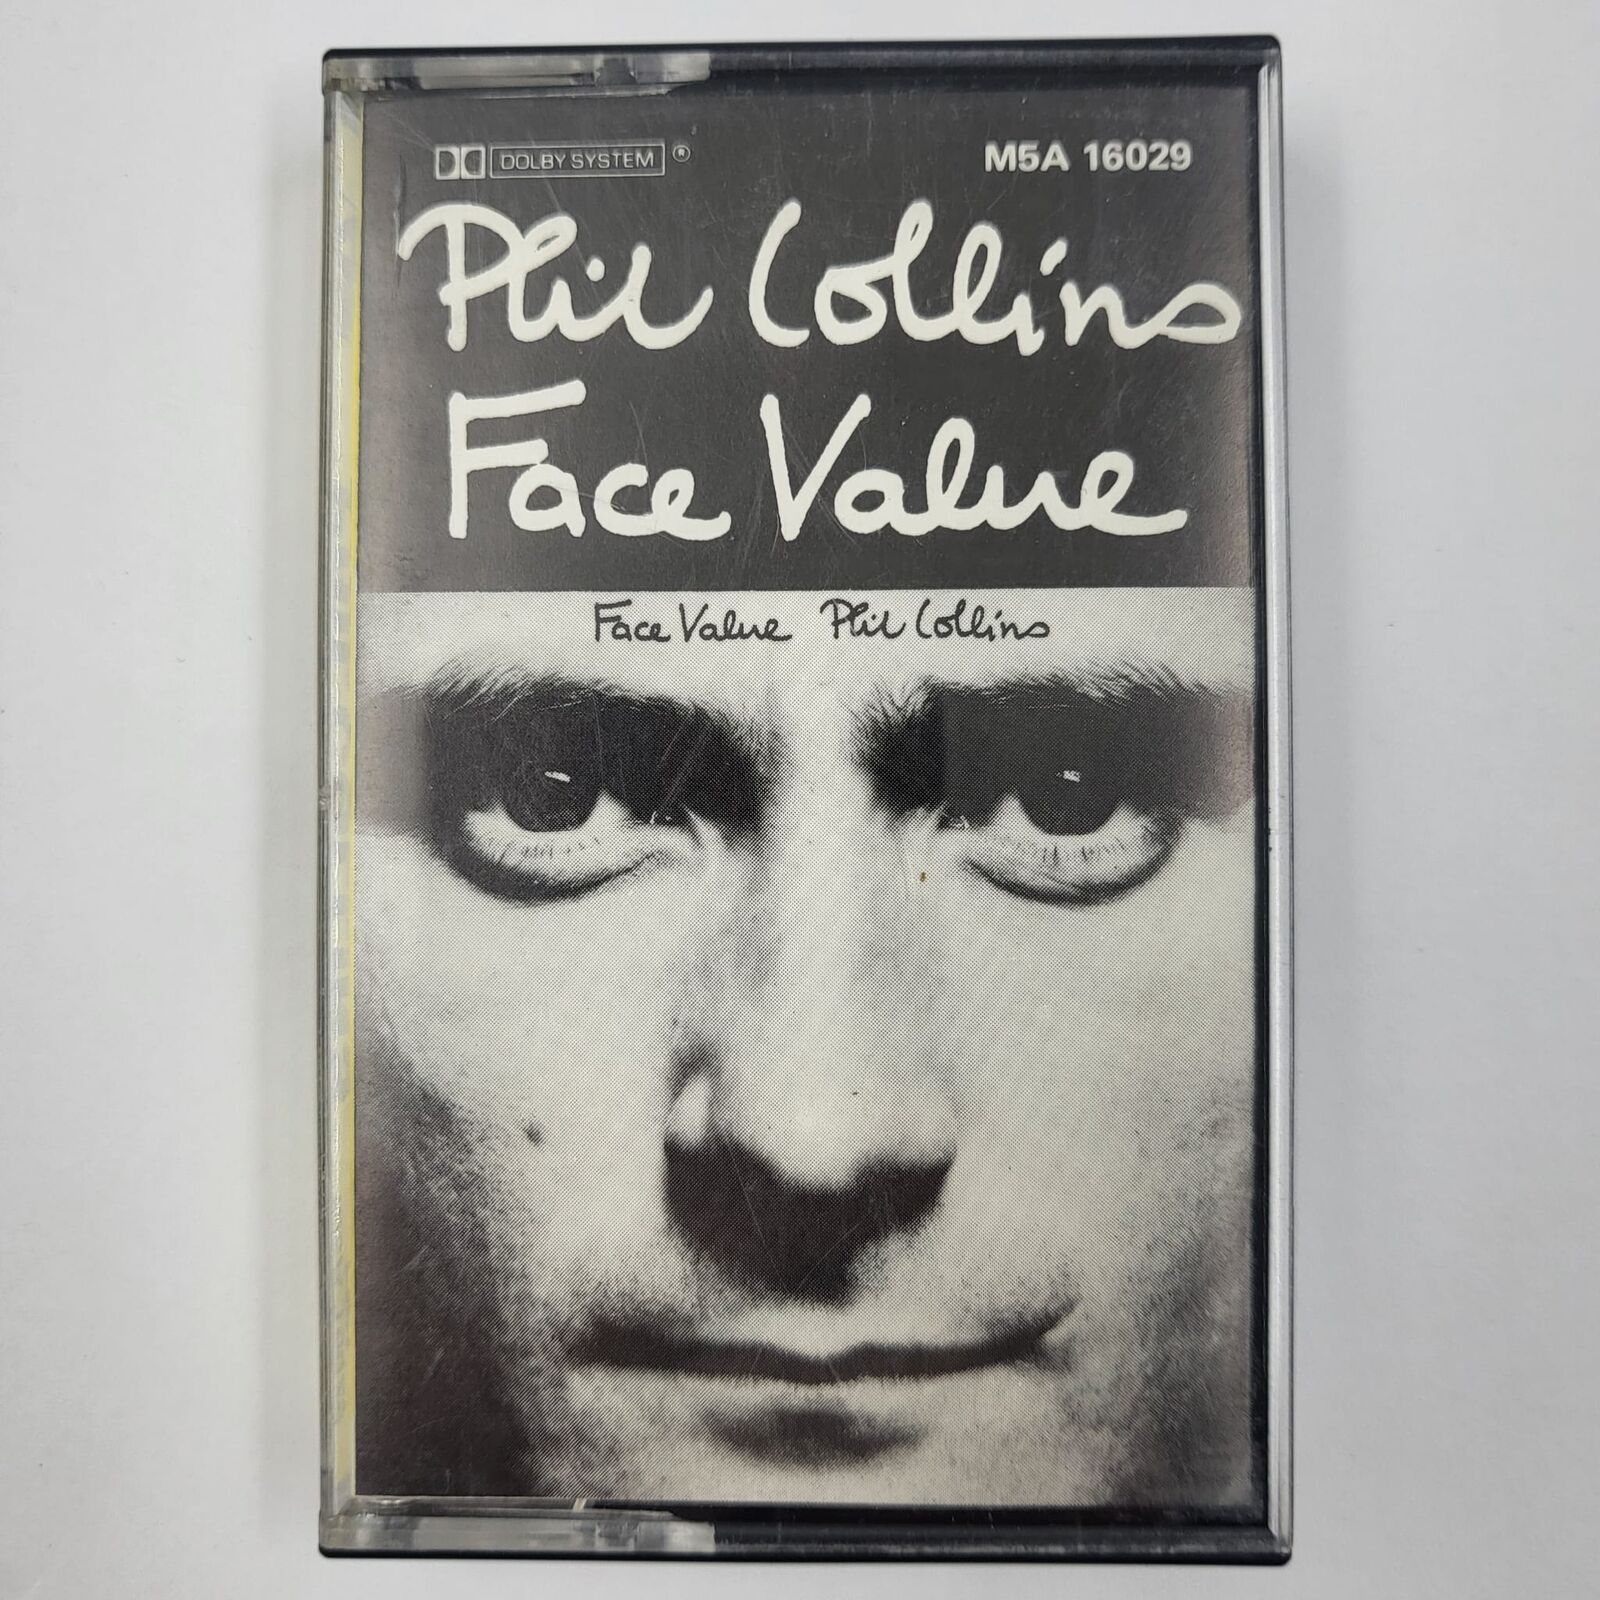 DOLBY SYSTEM ® M5A 16029
Phil Collins
Face Value
Face Value Phil Collins